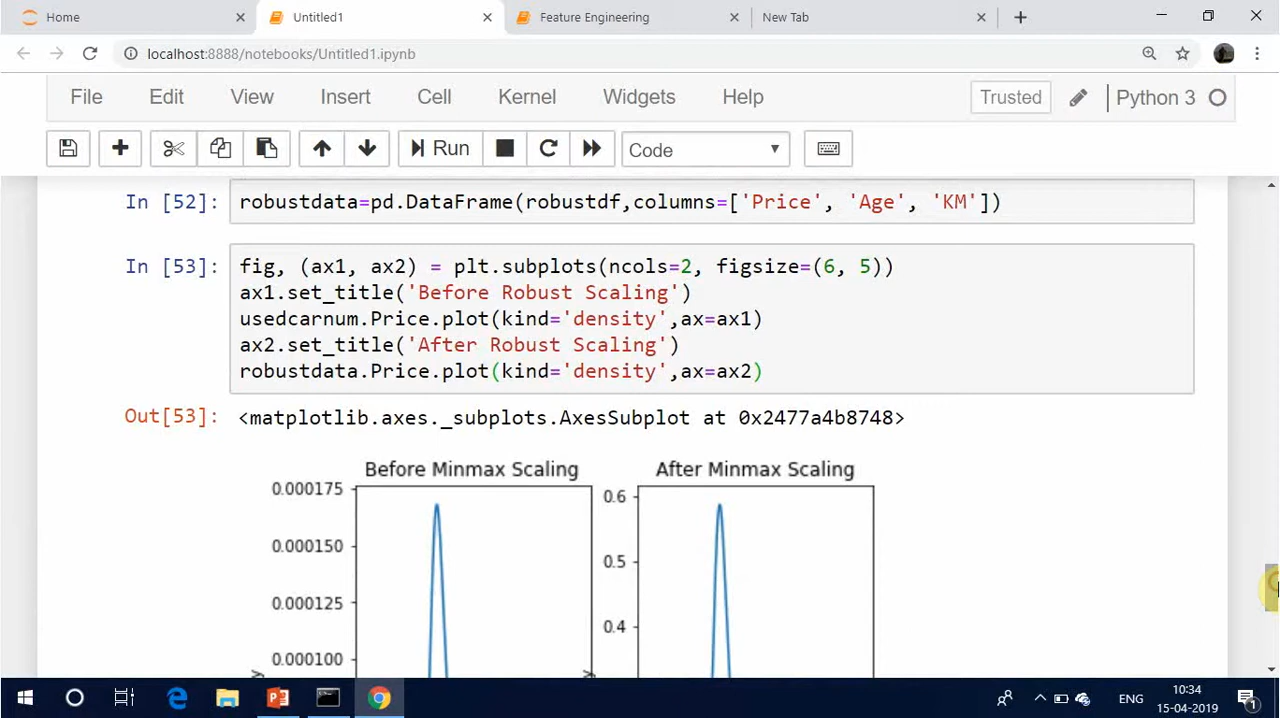 Home
Untitled1
Feature Engineering
New Tab
localhost:8888/notebooks/Untitled1.ipynb
File Edit View Insert Cell Kernel Widgets Help Trusted Python 3
Run Code
In [52]: robustdata=pd.DataFrame(robustdf,columns=['Price', 'Age', 'KM'])
In [53]: fig, (ax1, ax2) = plt.subplots(ncols=2, figsize=(6, 5))
ax1.set_title('Before Robust Scaling')
usedcarnum.Price.plot(kind='density',ax=ax1)
ax2.set_title('After Robust Scaling')
robustdata.Price.plot(kind='density',ax=ax2)
Out[53]: <matplotlib.axes._subplots.AxesSubplot at 0x2477a4b8748>
Before Minmax Scaling After Minmax Scaling
0.000175 0.6
0.000150 0.5
0.000125
0.4
0.000100
ENG
10:34
15-04-2019
1